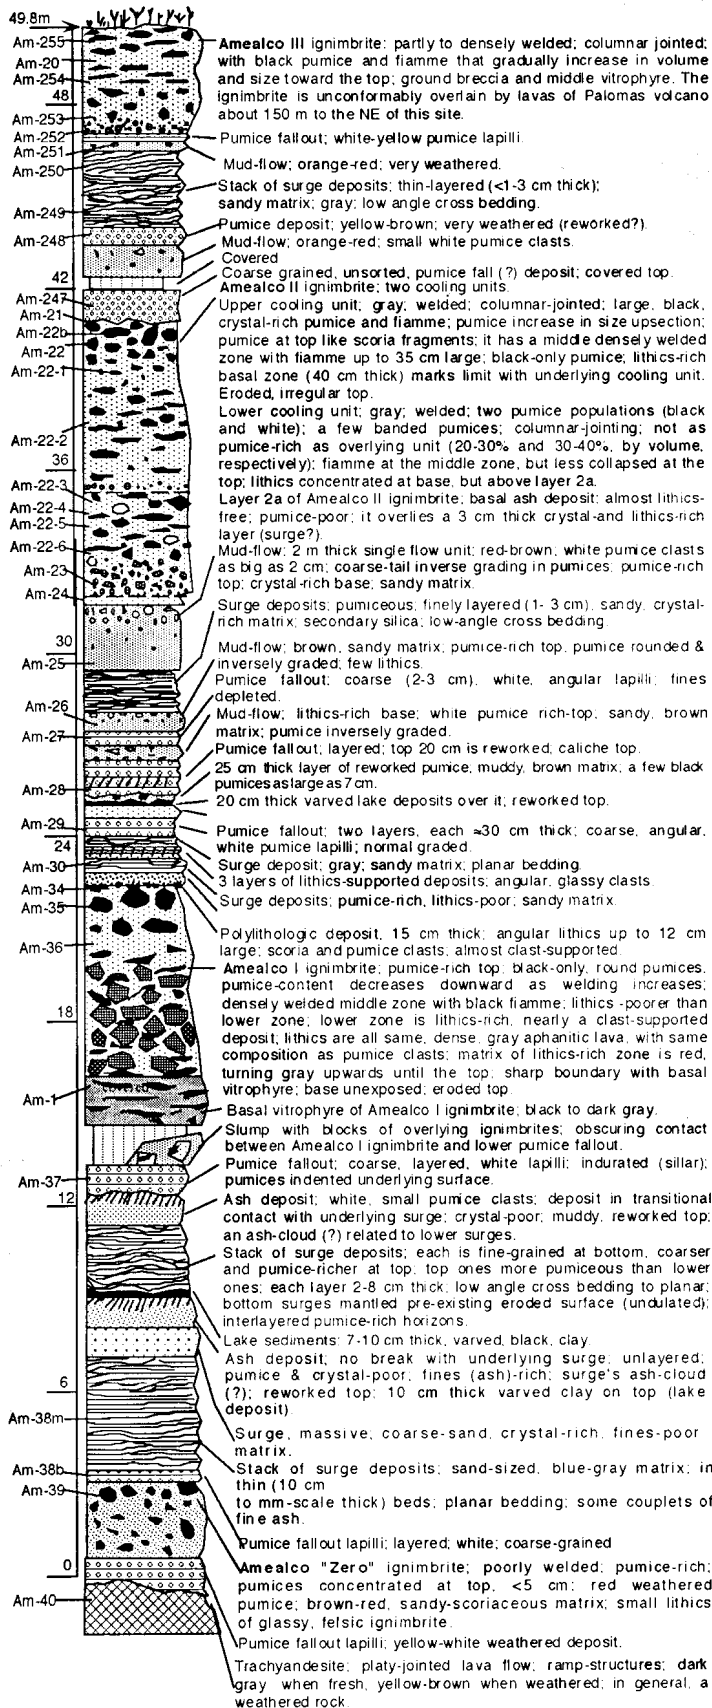 49.8m
Am-255
Am-20
Am-254
48
Am-253
Am-252
Am-251
Am-250
Am-249
Am-248
42
Am-247
Am-21
Am-22b
Am-22
Am-22-1
Am-22-2
36
Am-22-3
Am-22-4
Am-22-5
Am-22-6
Am-23
Am-24
30
Am-25
Am-26
Am-27
Am-28
Am-29
24
Am-30
Am-34
Am-35
Am-36
18
Am-1
Am-37
12
6
Am-38m
Am-38b
Am-39
0
Am-40
Amealco III ignimbrite; partly to densely welded; columnar jointed;
with black pumice and fiamme that gradually increase in volume
and size toward the top; ground breccia and middle vitrophyre. The
ignimbrite is unconformably overlain by lavas of Palomas volcano
about 150 m to the NE of this site.
Pumice fallout; white-yellow pumice lapilli.
Mud-flow; orange-red; very weathered.
Stack of surge deposits; thin-layered (<1-3 cm thick);
sandy matrix; gray; low angle cross bedding.
Pumice deposit; yellow-brown; very weathered (reworked?).
Mud-flow; orange-red; small white pumice clasts.
Covered
Coarse grained, unsorted, pumice fall (?) deposit; covered top.
Amealco II ignimbrite; two cooling units.
Upper cooling unit; gray; welded; columnar-jointed; large, black,
crystal-rich pumice and fiamme; pumice increase in size upsection;
pumice at top like scoria fragments; it has a middle densely welded
zone with fiamme up to 35 cm large; black-only pumice; lithics-rich
basal zone (40 cm thick) marks limit with underlying cooling unit.
Eroded, irregular top.
Lower cooling unit; gray; welded; two pumice populations (black
and white); a few banded pumices; columnar-jointing; not as
pumice-rich as overlying unit (20-30% and 30-40%, by volume,
respectively); fiamme at the middle zone, but less collapsed at the
top; lithics concentrated at base, but above layer 2a.
Layer 2a of Amealco II ignimbrite; basal ash deposit; almost lithics-
free; pumice-poor; it overlies a 3 cm thick crystal-and lithics-rich
layer (surge?).
Mud-flow; 2 m thick single flow unit; red-brown; white pumice clasts
as big as 2 cm; coarse-tail inverse grading in pumices; pumice-rich
top; crystal-rich base; sandy matrix.
Surge deposits; pumiceous; finely layered (1- 3 cm), sandy, crystal-
rich matrix; secondary silica; low-angle cross bedding.
Mud-flow; brown, sandy matrix; pumice-rich top, pumice rounded &
inversely graded; few lithics.
Pumice fallout; coarse (2-3 cm), white, angular lapilli; fines
depleted.
Mud-flow; lithics-rich base; white pumice rich-top; sandy, brown
matrix; pumice inversely graded.
Pumice fallout; layered; top 20 cm is reworked; caliche top.
25 cm thick layer of reworked pumice, muddy, brown matrix; a few black
pumices as large as 7 cm.
20 cm thick varved lake deposits over it; reworked top.
Pumice fallout; two layers, each ≈30 cm thick; coarse, angular,
white pumice lapilli; normal graded.
Surge deposit; gray; sandy matrix; planar bedding.
3 layers of lithics-supported deposits; angular, glassy clasts.
Surge deposits; pumice-rich, lithics-poor; sandy matrix.
Polylithologic deposit, 15 cm thick; angular lithics up to 12 cm
large; scoria and pumice clasts; almost clast-supported.
Amealco I ignimbrite; pumice-rich top; black-only, round pumices,
pumice-content decreases downward as welding increases;
densely welded middle zone with black fiamme; lithics -poorer than
lower zone; lower zone is lithics-rich, nearly a clast-supported
deposit; lithics are all same, dense, gray aphanitic lava, with same
composition as pumice clasts; matrix of lithics-rich zone is red,
turning gray upwards until the top; sharp boundary with basal
vitrophyre; base unexposed; eroded top.
Basal vitrophyre of Amealco I ignimbrite; black to dark gray.
Slump with blocks of overlying ignimbrites; obscuring contact
between Amealco I ignimbrite and lower pumice fallout.
Pumice fallout; coarse, layered, white lapilli; indurated (sillar);
pumices indented underlying surface.
Ash deposit; white, small pumice clasts; deposit in transitional
contact with underlying surge; crystal-poor; muddy, reworked top;
an ash-cloud (?) related to lower surges.
Stack of surge deposits; each is fine-grained at bottom, coarser
and pumice-richer at top; top ones more pumiceous than lower
ones; each layer 2-8 cm thick; low angle cross bedding to planar;
bottom surges mantled pre-existing eroded surface (undulated);
interlayered pumice-rich horizons.
Lake sediments; 7-10 cm thick, varved, black, clay.
Ash deposit; no break with underlying surge; unlayered;
pumice & crystal-poor; fines (ash)-rich; surge's ash-cloud
(?); reworked top; 10 cm thick varved clay on top (lake
deposit)
Surge, massive, coarse-sand, crystal-rich, fines-poor
matrix.
Stack of surge deposits; sand-sized, blue-gray matrix; in
thin (10 cm
to mm-scale thick) beds; planar bedding; some couplets of
fine ash.
Pumice fallout lapilli; layered; white; coarse-grained
Amealco "Zero" ignimbrite; poorly welded; pumice-rich;
pumices concentrated at top, <5 cm; red weathered
pumice; brown-red, sandy-scoriaceous matrix; small lithics
of glassy, felsic ignimbrite.
Pumice fallout lapilli; yellow-white weathered deposit.
Trachyandesite; platy-jointed lava flow; ramp-structures; dark
gray when fresh, yellow-brown when weathered; in general, a
weathered rock.